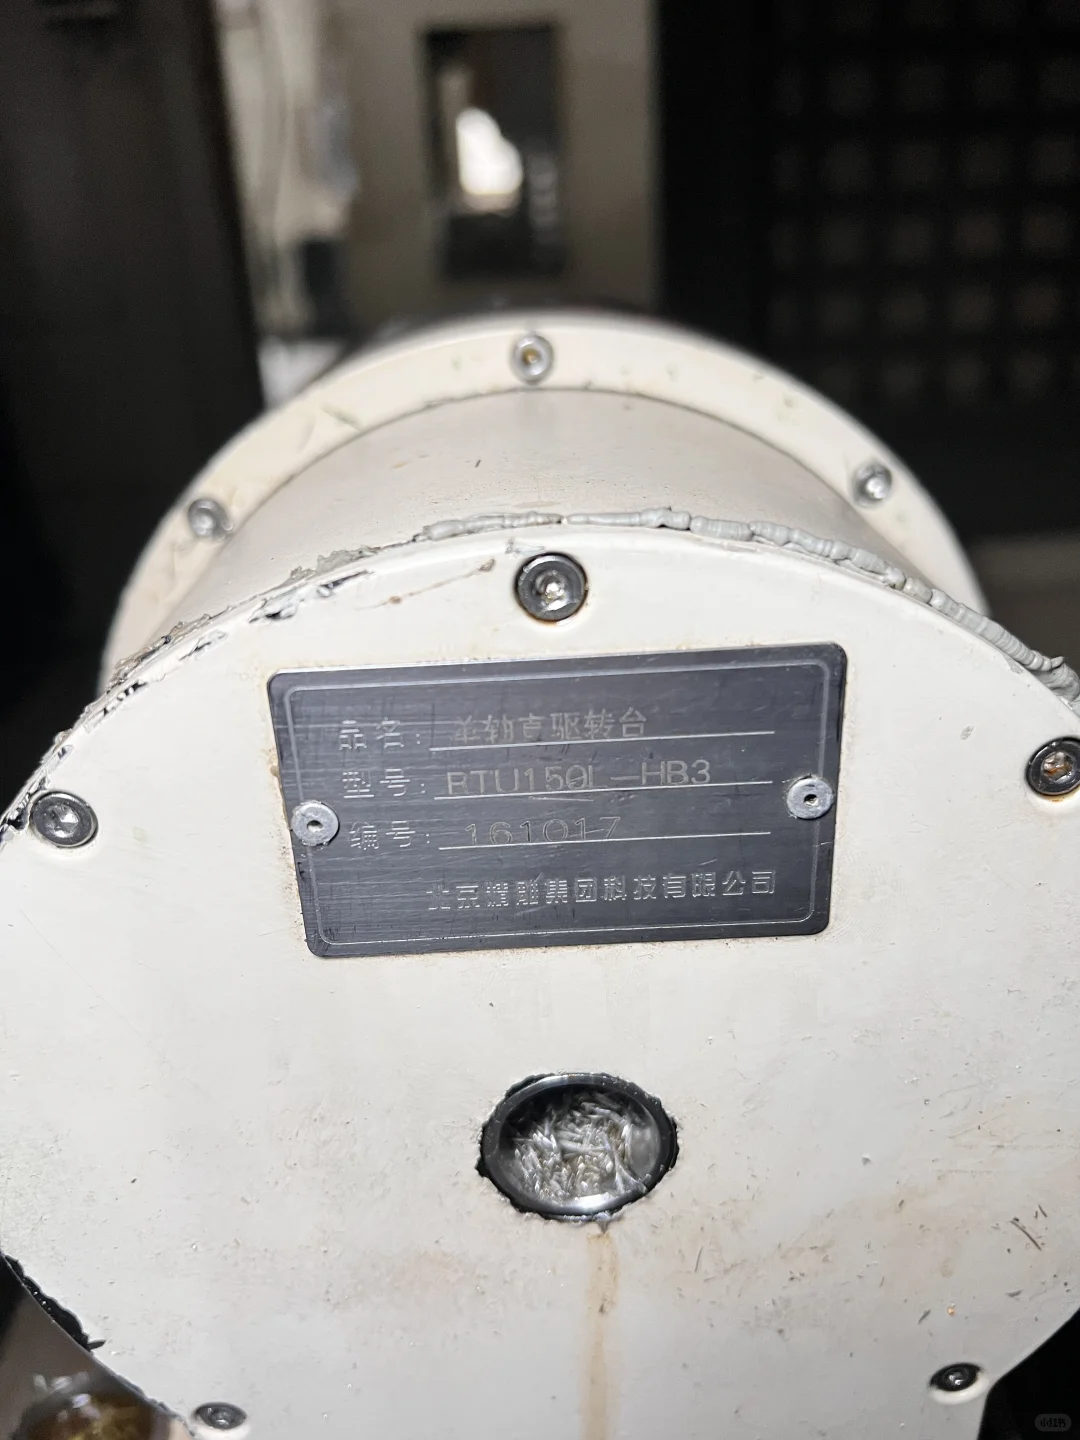 品名: 单轴直驱转台
型号: RTU150L-HB3
编号: 161017
北京精雕集团科技有限公司